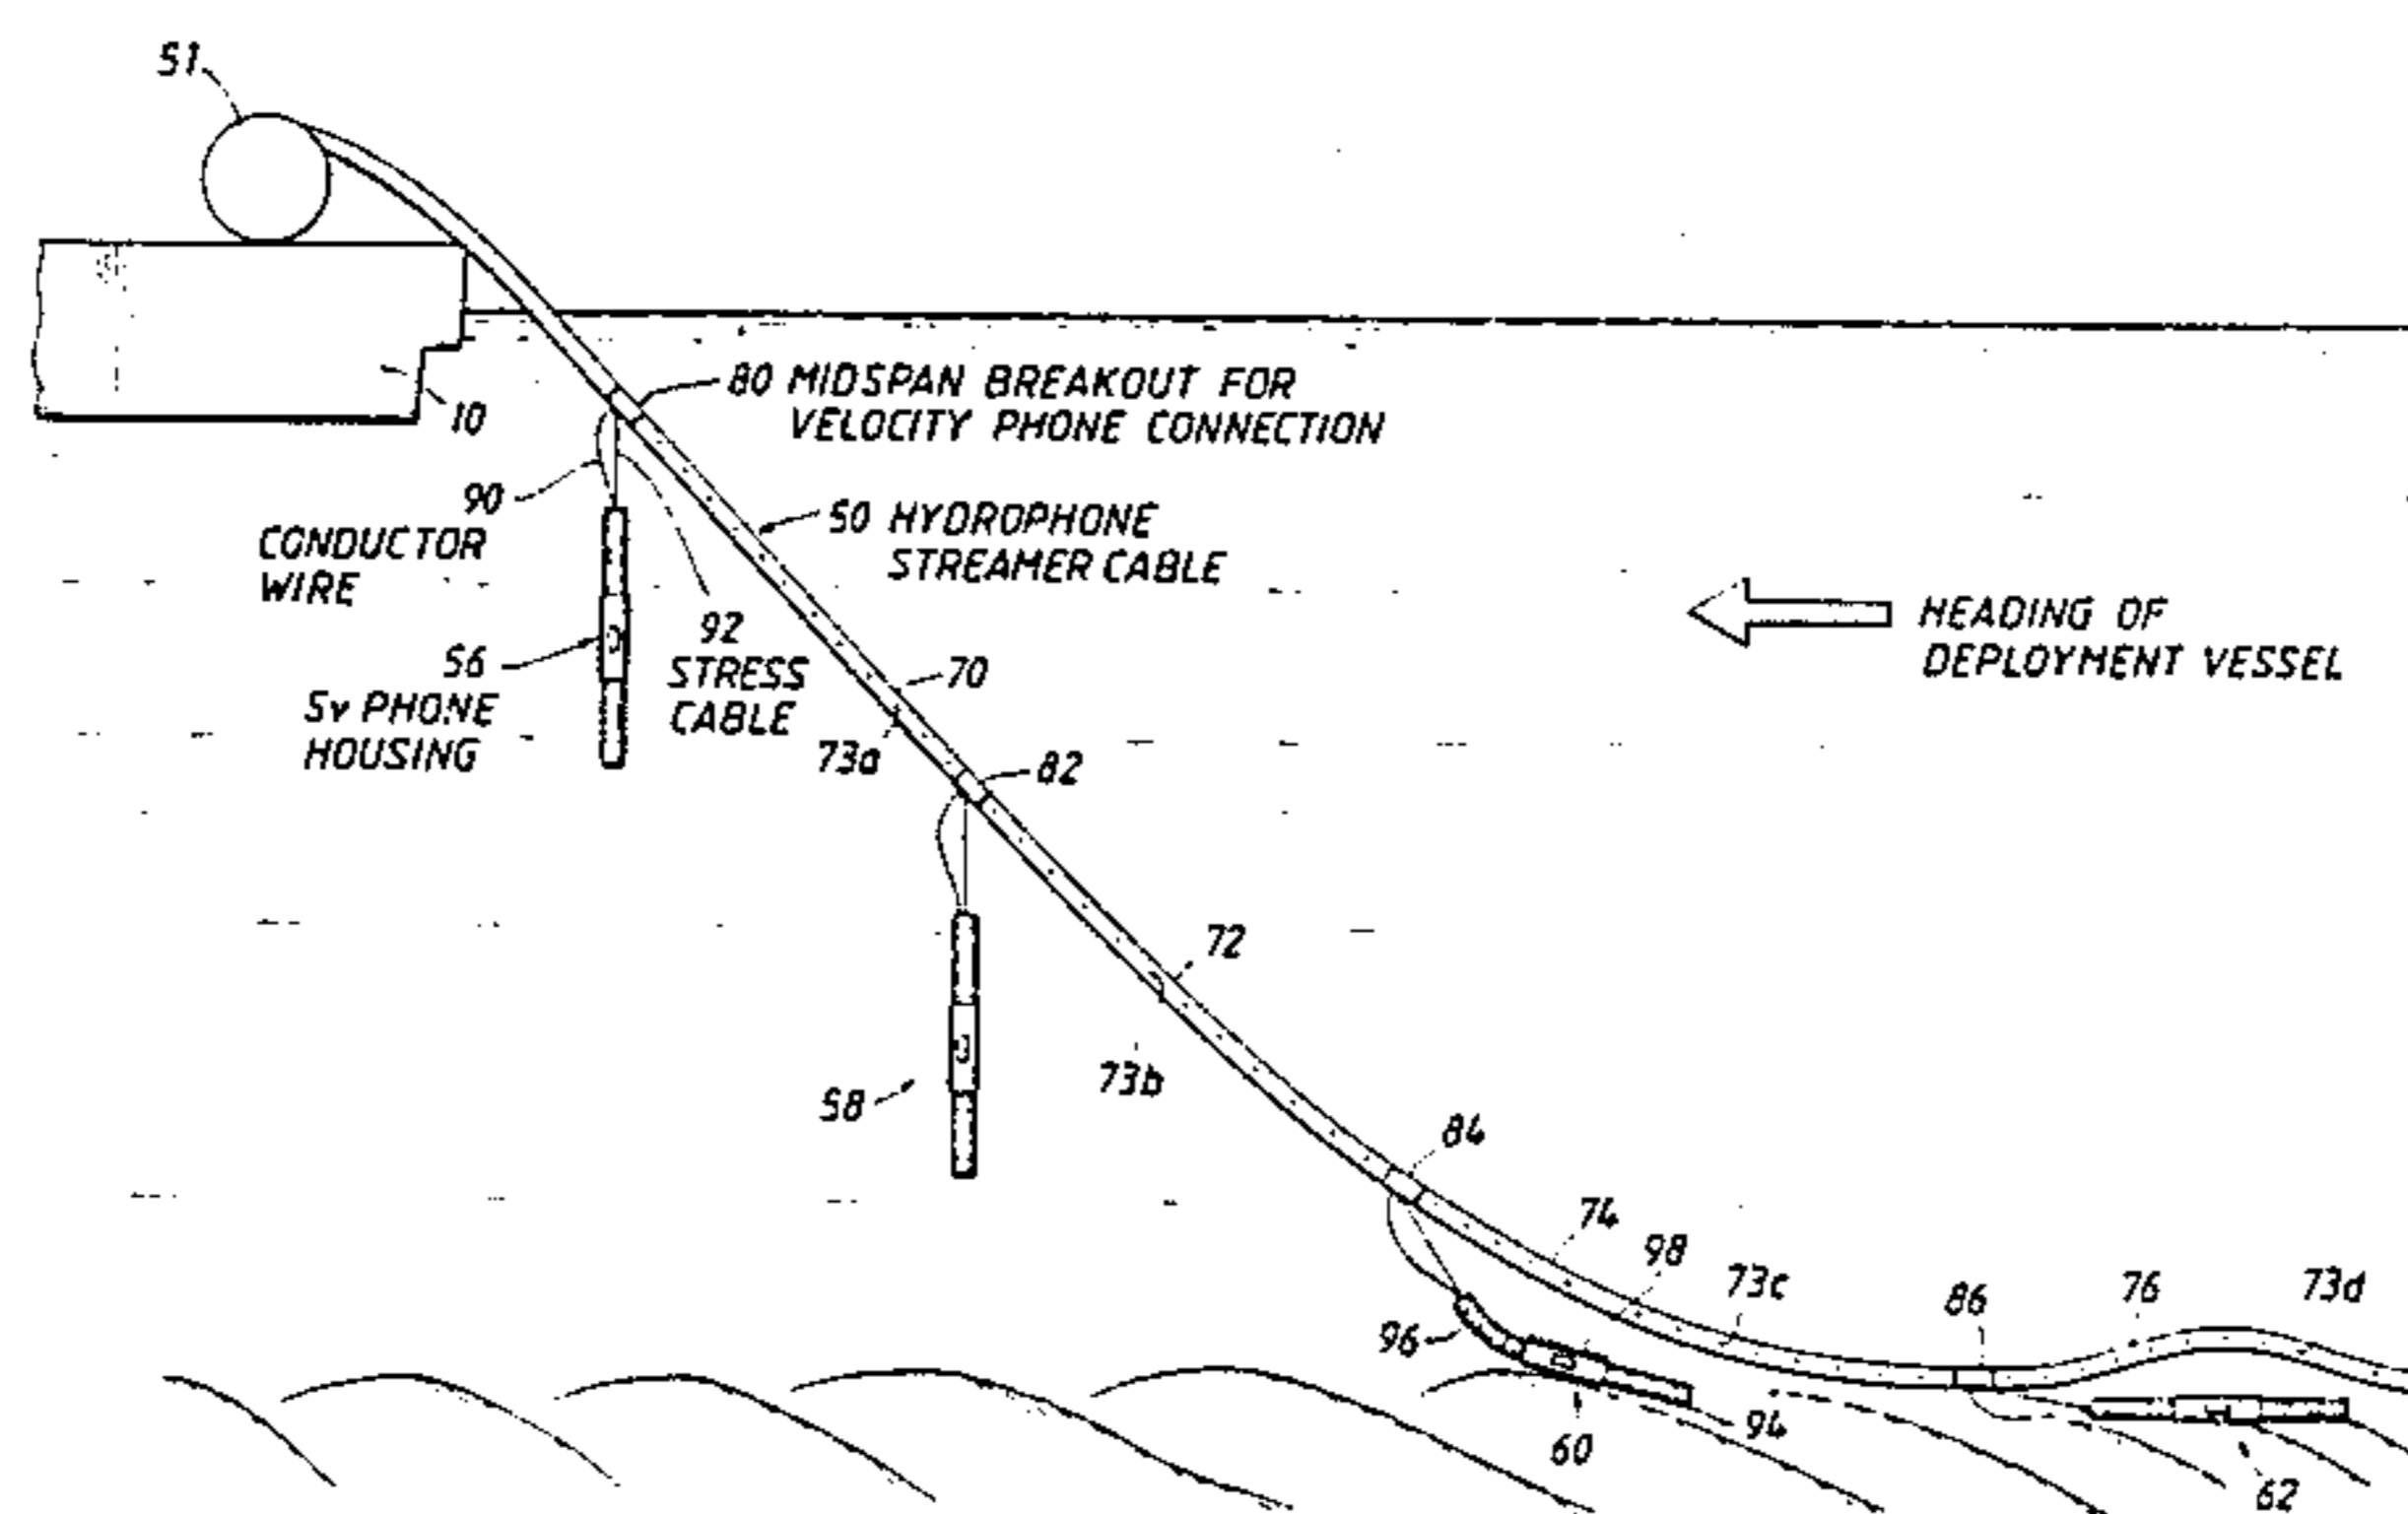 51
10
80 MIDSPAN BREAKOUT FOR
VELOCITY PHONE CONNECTION
90
CONDUCTOR
WIRE
50 HYDROPHONE
STREAMER CABLE
56
Sv PHONE
HOUSING
92
STRESS
CABLE
HEADING OF
DEPLOYMENT VESSEL
70
73a
82
72
73b
58
84
74
98
73c
86
76
73d
96
60
94
62